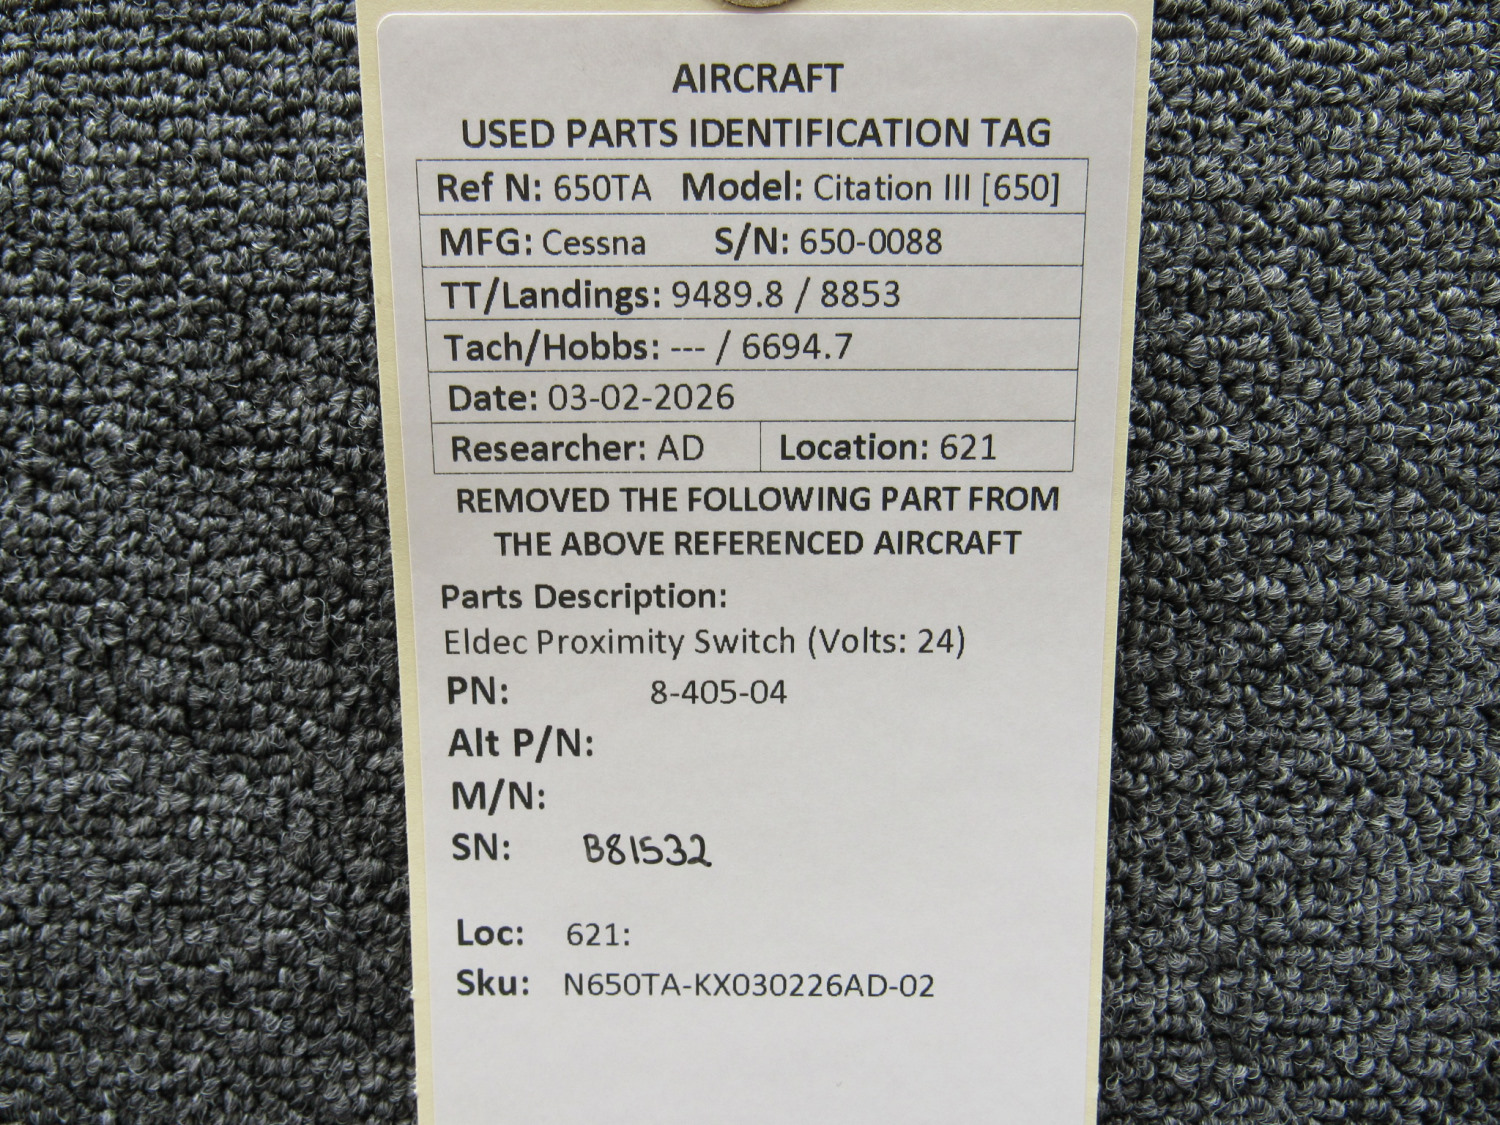 AIRCRAFT
USED PARTS IDENTIFICATION TAG
Ref N: 650TA Model: Citation III [650]
MFG: Cessna S/N: 650-0088
TT/Landings: 9489.8 / 8853
Tach/Hobbs: --- / 6694.7
Date: 03-02-2026
Researcher: AD Location: 621
REMOVED THE FOLLOWING PART FROM
THE ABOVE REFERENCED AIRCRAFT
Parts Description:
Eldec Proximity Switch (Volts: 24)
PN: 8-405-04
Alt P/N:
M/N:
SN: B81532
Loc: 621:
Sku: N650TA-KX030226AD-02